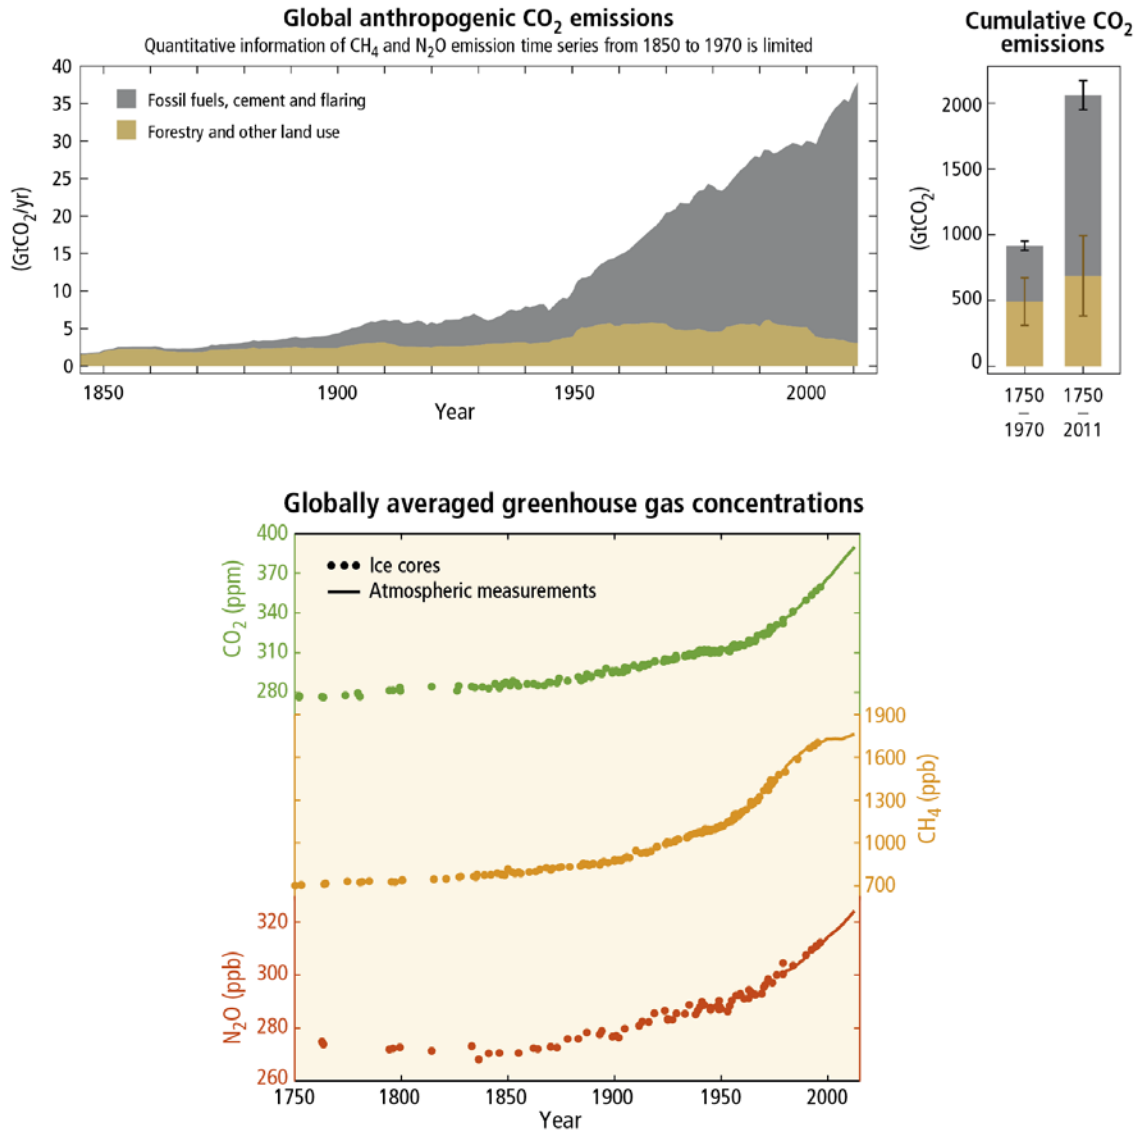 Global anthropogenic CO₂ emissions
Quantitative information of CH₄ and N₂O emission time series from 1850 to 1970 is limited
40
35
30
25
20
15
10
5
0
(GtCO₂/yr)
Fossil fuels, cement and flaring
Forestry and other land use
1850 1900 1950 2000
Year
Cumulative CO₂
emissions
2000
1500
1000
500
0
(GtCO₂)
1750 1750
– –
1970 2011
Globally averaged greenhouse gas concentrations
400
370
340
310
280
CO₂ (ppm)
Ice cores
Atmospheric measurements
1900
1600
1300
1000
700
CH₄ (ppb)
320
300
280
260
N₂O (ppb)
1750 1800 1850 1900 1950 2000
Year